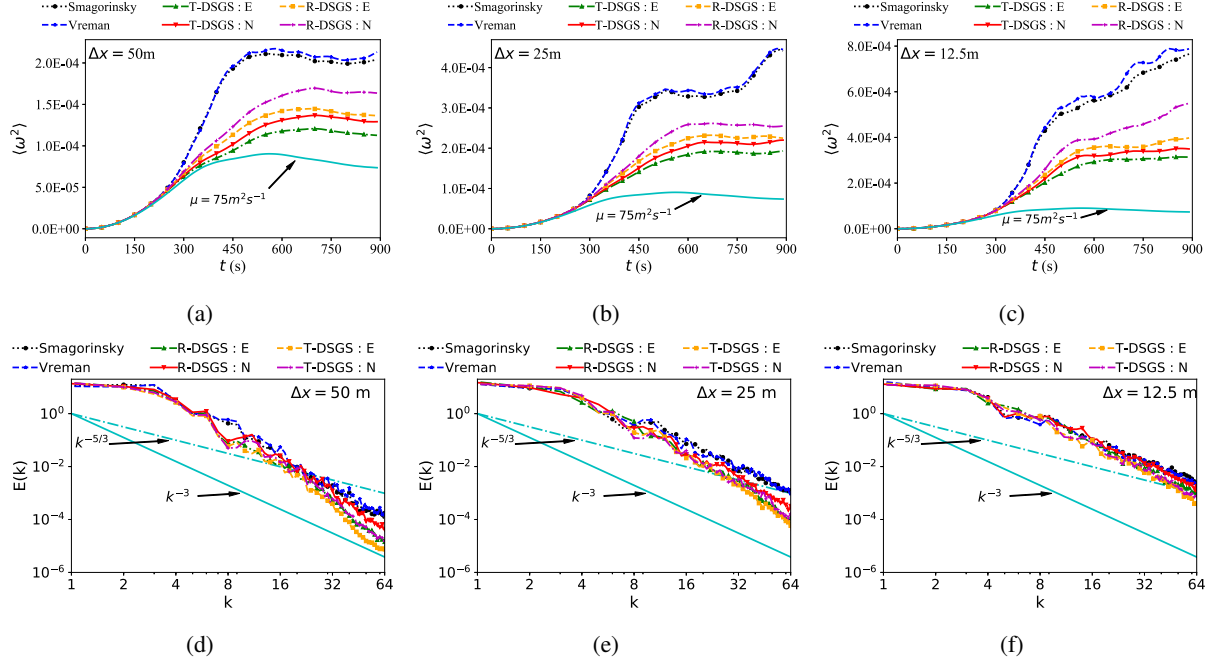 Smagorinsky T-DSGS : E R-DSGS : E
Vreman T-DSGS : N R-DSGS : N
Δx = 50m
2.0E-04
1.5E-04
1.0E-04
5.0E-05
0.0E+00
⟨ω²⟩
μ = 75m²s⁻¹
0 150 300 450 600 750 900
t (s)
(a)
Smagorinsky T-DSGS : E R-DSGS : E
Vreman T-DSGS : N R-DSGS : N
Δx = 25m
4.0E-04
3.0E-04
2.0E-04
1.0E-04
0.0E+00
⟨ω²⟩
μ = 75m²s⁻¹
0 150 300 450 600 750 900
t (s)
(b)
Smagorinsky T-DSGS : E R-DSGS : E
Vreman T-DSGS : N R-DSGS : N
Δx = 12.5m
8.0E-04
6.0E-04
4.0E-04
2.0E-04
0.0E+00
⟨ω²⟩
μ = 75m²s⁻¹
0 150 300 450 600 750 900
t (s)
(c)
Smagorinsky R-DSGS : E T-DSGS : E
Vreman R-DSGS : N T-DSGS : N
Δx = 50 m
10⁰
10⁻²
10⁻⁴
10⁻⁶
E(k)
k⁻⁵/³
k⁻³
1 2 4 8 16 32 64
k
(d)
Smagorinsky R-DSGS : E T-DSGS : E
Vreman R-DSGS : N T-DSGS : N
Δx = 25 m
10⁰
10⁻²
10⁻⁴
10⁻⁶
E(k)
k⁻⁵/³
k⁻³
1 2 4 8 16 32 64
k
(e)
Smagorinsky R-DSGS : E T-DSGS : E
Vreman R-DSGS : N T-DSGS : N
Δx = 12.5 m
10⁰
10⁻²
10⁻⁴
10⁻⁶
E(k)
k⁻⁵/³
k⁻³
1 2 4 8 16 32 64
k
(f)